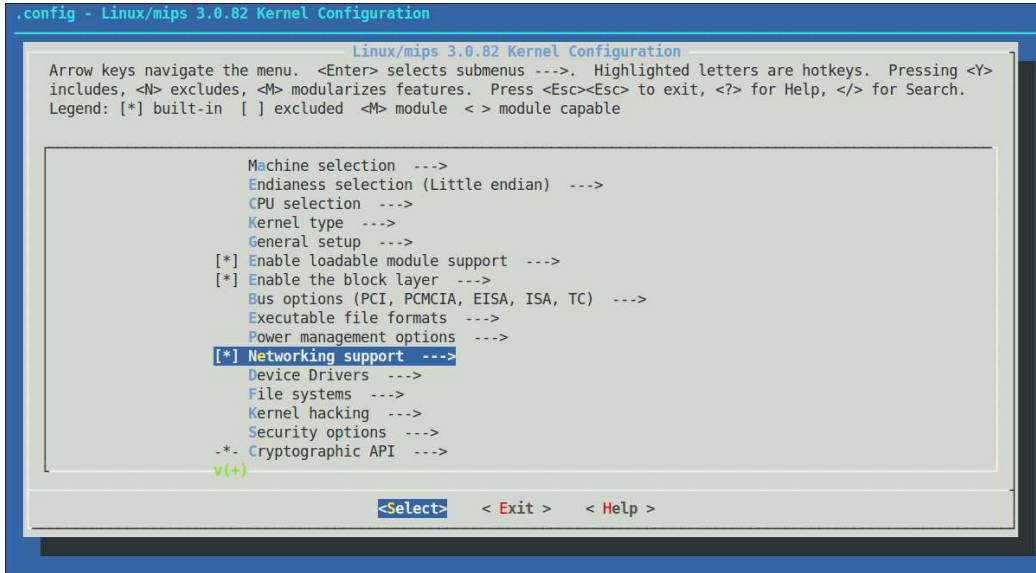 .config - Linux/mips 3.0.82 Kernel Configuration
Linux/mips 3.0.82 Kernel Configuration
Arrow keys navigate the menu.  <Enter> selects submenus --->.  Highlighted letters are hotkeys.  Pressing <Y>
includes, <N> excludes, <M> modularizes features.  Press <Esc><Esc> to exit, <?> for Help, </> for Search.
Legend: [*] built-in  [ ] excluded  <M> module  < > module capable
Machine selection  --->
Endianess selection (Little endian)  --->
CPU selection  --->
Kernel type  --->
General setup  --->
[*] Enable loadable module support  --->
[*] Enable the block layer  --->
Bus options (PCI, PCMCIA, EISA, ISA, TC)  --->
Executable file formats  --->
Power management options  --->
[*] Networking support  --->
Device Drivers  --->
File systems  --->
Kernel hacking  --->
Security options  --->
-*- Cryptographic API  --->
v(+)
<Select>    < Exit >    < Help >